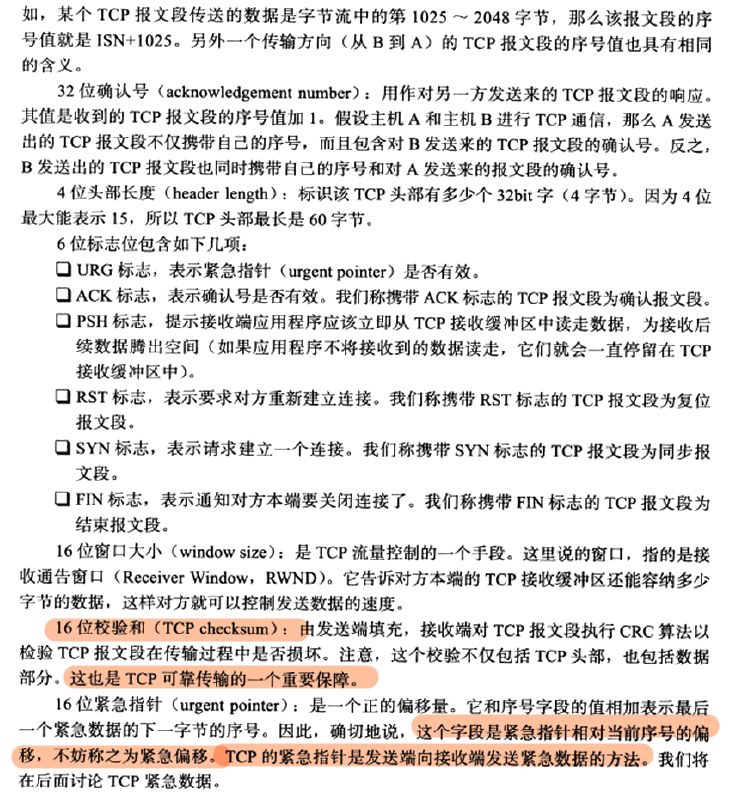 如，某个 TCP 报文段传送的数据是字节流中的第 1025 ～ 2048 字节，那么该报文段的序
号值就是 ISN+1025。另外一个传输方向（从 B 到 A）的 TCP 报文段的序号值也具有相同
的含义。
32 位确认号（acknowledgement number）：用作对另一方发送来的 TCP 报文段的响应。
其值是收到的 TCP 报文段的序号值加 1。假设主机 A 和主机 B 进行 TCP 通信，那么 A 发送
出的 TCP 报文段不仅携带自己的序号，而且包含对 B 发送来的 TCP 报文段的确认号。反之，
B 发送出的 TCP 报文段也同时携带自己的序号和对 A 发送来的报文段的确认号。
4 位头部长度（header length）：标识该 TCP 头部有多少个 32bit 字（4 字节）。因为 4 位
最大能表示 15，所以 TCP 头部最长是 60 字节。
6 位标志位包含如下几项：
❑ URG 标志，表示紧急指针（urgent pointer）是否有效。
❑ ACK 标志，表示确认号是否有效。我们称携带 ACK 标志的 TCP 报文段为确认报文段。
❑ PSH 标志，提示接收端应用程序应该立即从 TCP 接收缓冲区中读走数据，为接收后
续数据腾出空间（如果应用程序不将接收到的数据读走，它们就会一直停留在 TCP
接收缓冲区中）。
❑ RST 标志，表示要求对方重新建立连接。我们称携带 RST 标志的 TCP 报文段为复位
报文段。
❑ SYN 标志，表示请求建立一个连接。我们称携带 SYN 标志的 TCP 报文段为同步报
文段。
❑ FIN 标志，表示通知对方本端要关闭连接了。我们称携带 FIN 标志的 TCP 报文段为
结束报文段。
16 位窗口大小（window size）：是 TCP 流量控制的一个手段。这里说的窗口，指的是接
收通告窗口（Receiver Window，RWND）。它告诉对方本端的 TCP 接收缓冲区还能容纳多少
字节的数据，这样对方就可以控制发送数据的速度。
16 位校验和（TCP checksum）：由发送端填充，接收端对 TCP 报文段执行 CRC 算法以
检验 TCP 报文段在传输过程中是否损坏。注意，这个校验不仅包括 TCP 头部，也包括数据
部分。这也是 TCP 可靠传输的一个重要保障。
16 位紧急指针（urgent pointer）：是一个正的偏移量。它和序号字段的值相加表示最后
一个紧急数据的下一字节的序号。因此，确切地说，这个字段是紧急指针相对当前序号的偏
移，不妨称之为紧急偏移。TCP 的紧急指针是发送端向接收端发送紧急数据的方法。我们将
在后面讨论 TCP 紧急数据。